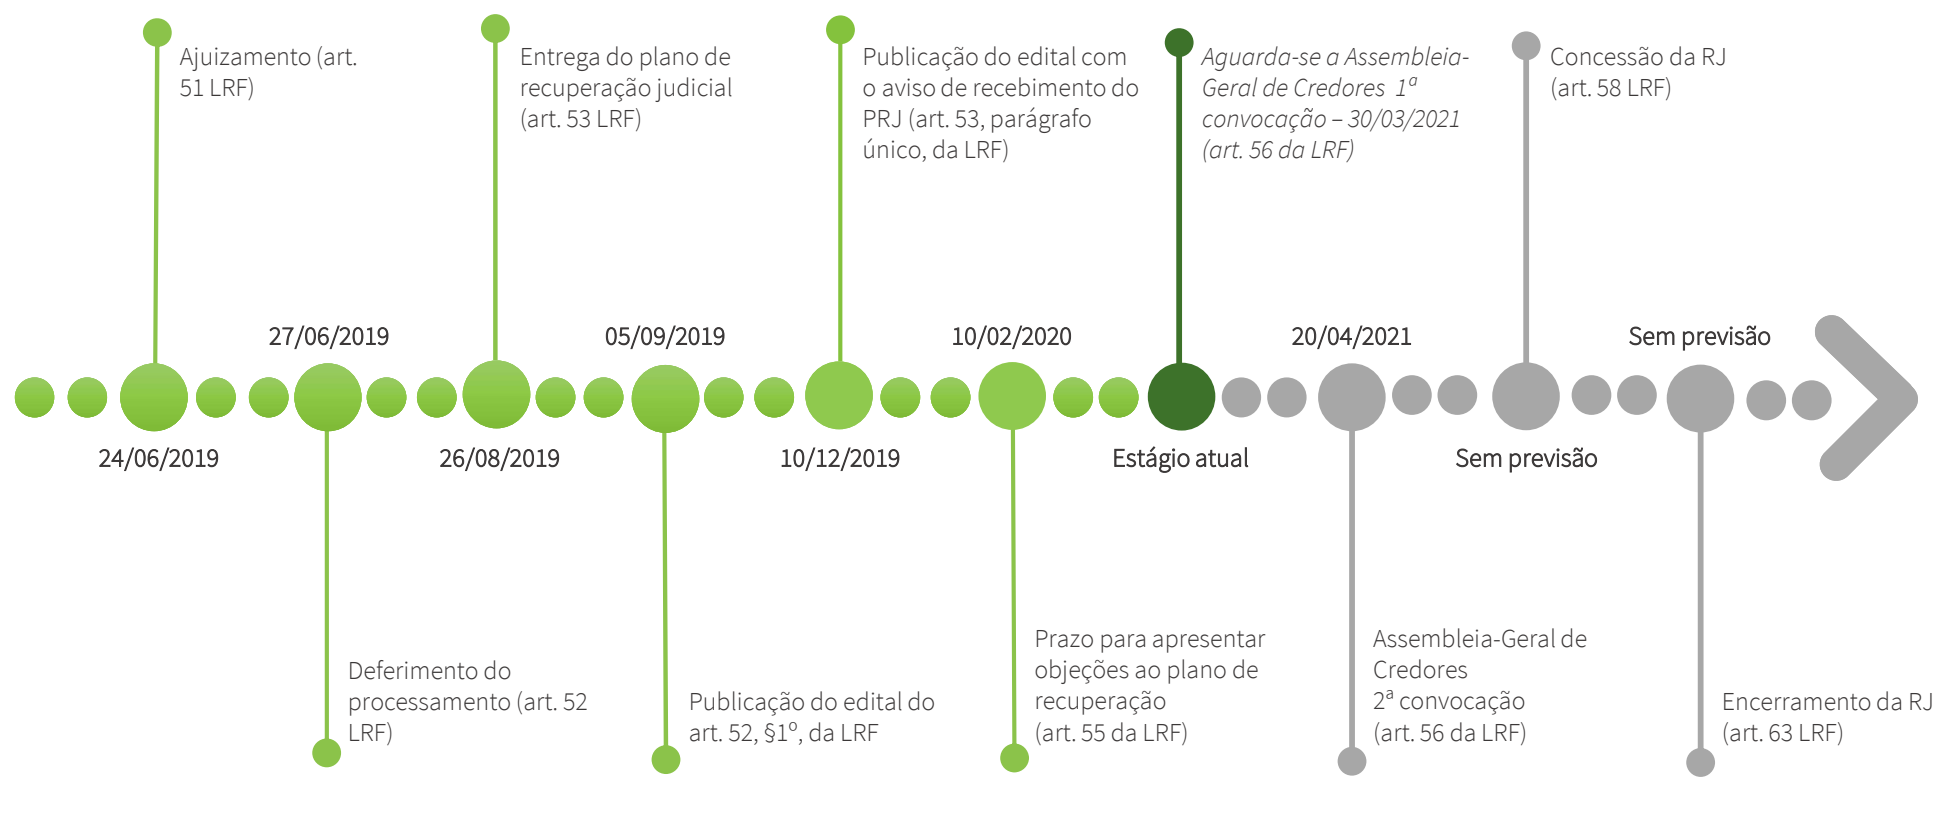 Ajuizamento (art.
51 LRF)
Entrega do plano de
recuperação judicial
(art. 53 LRF)
Publicação do edital com
o aviso de recebimento do
PRJ (art. 53, parágrafo
único, da LRF)
Aguarda-se a Assembleia-
Geral de Credores 1ª
convocação – 30/03/2021
(art. 56 da LRF)
Concessão da RJ
(art. 58 LRF)
27/06/2019
05/09/2019
10/02/2020
20/04/2021
Sem previsão
24/06/2019
26/08/2019
10/12/2019
Estágio atual
Sem previsão
Deferimento do
processamento (art. 52
LRF)
Publicação do edital do
art. 52, §1º, da LRF
Prazo para apresentar
objeções ao plano de
recuperação
(art. 55 da LRF)
Assembleia-Geral de
Credores
2ª convocação
(art. 56 da LRF)
Encerramento da RJ
(art. 63 LRF)